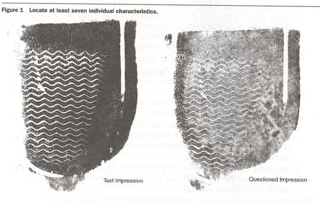 Figure 1 Locate at least seven individual characteristics.
Test Impression
Questioned Impression